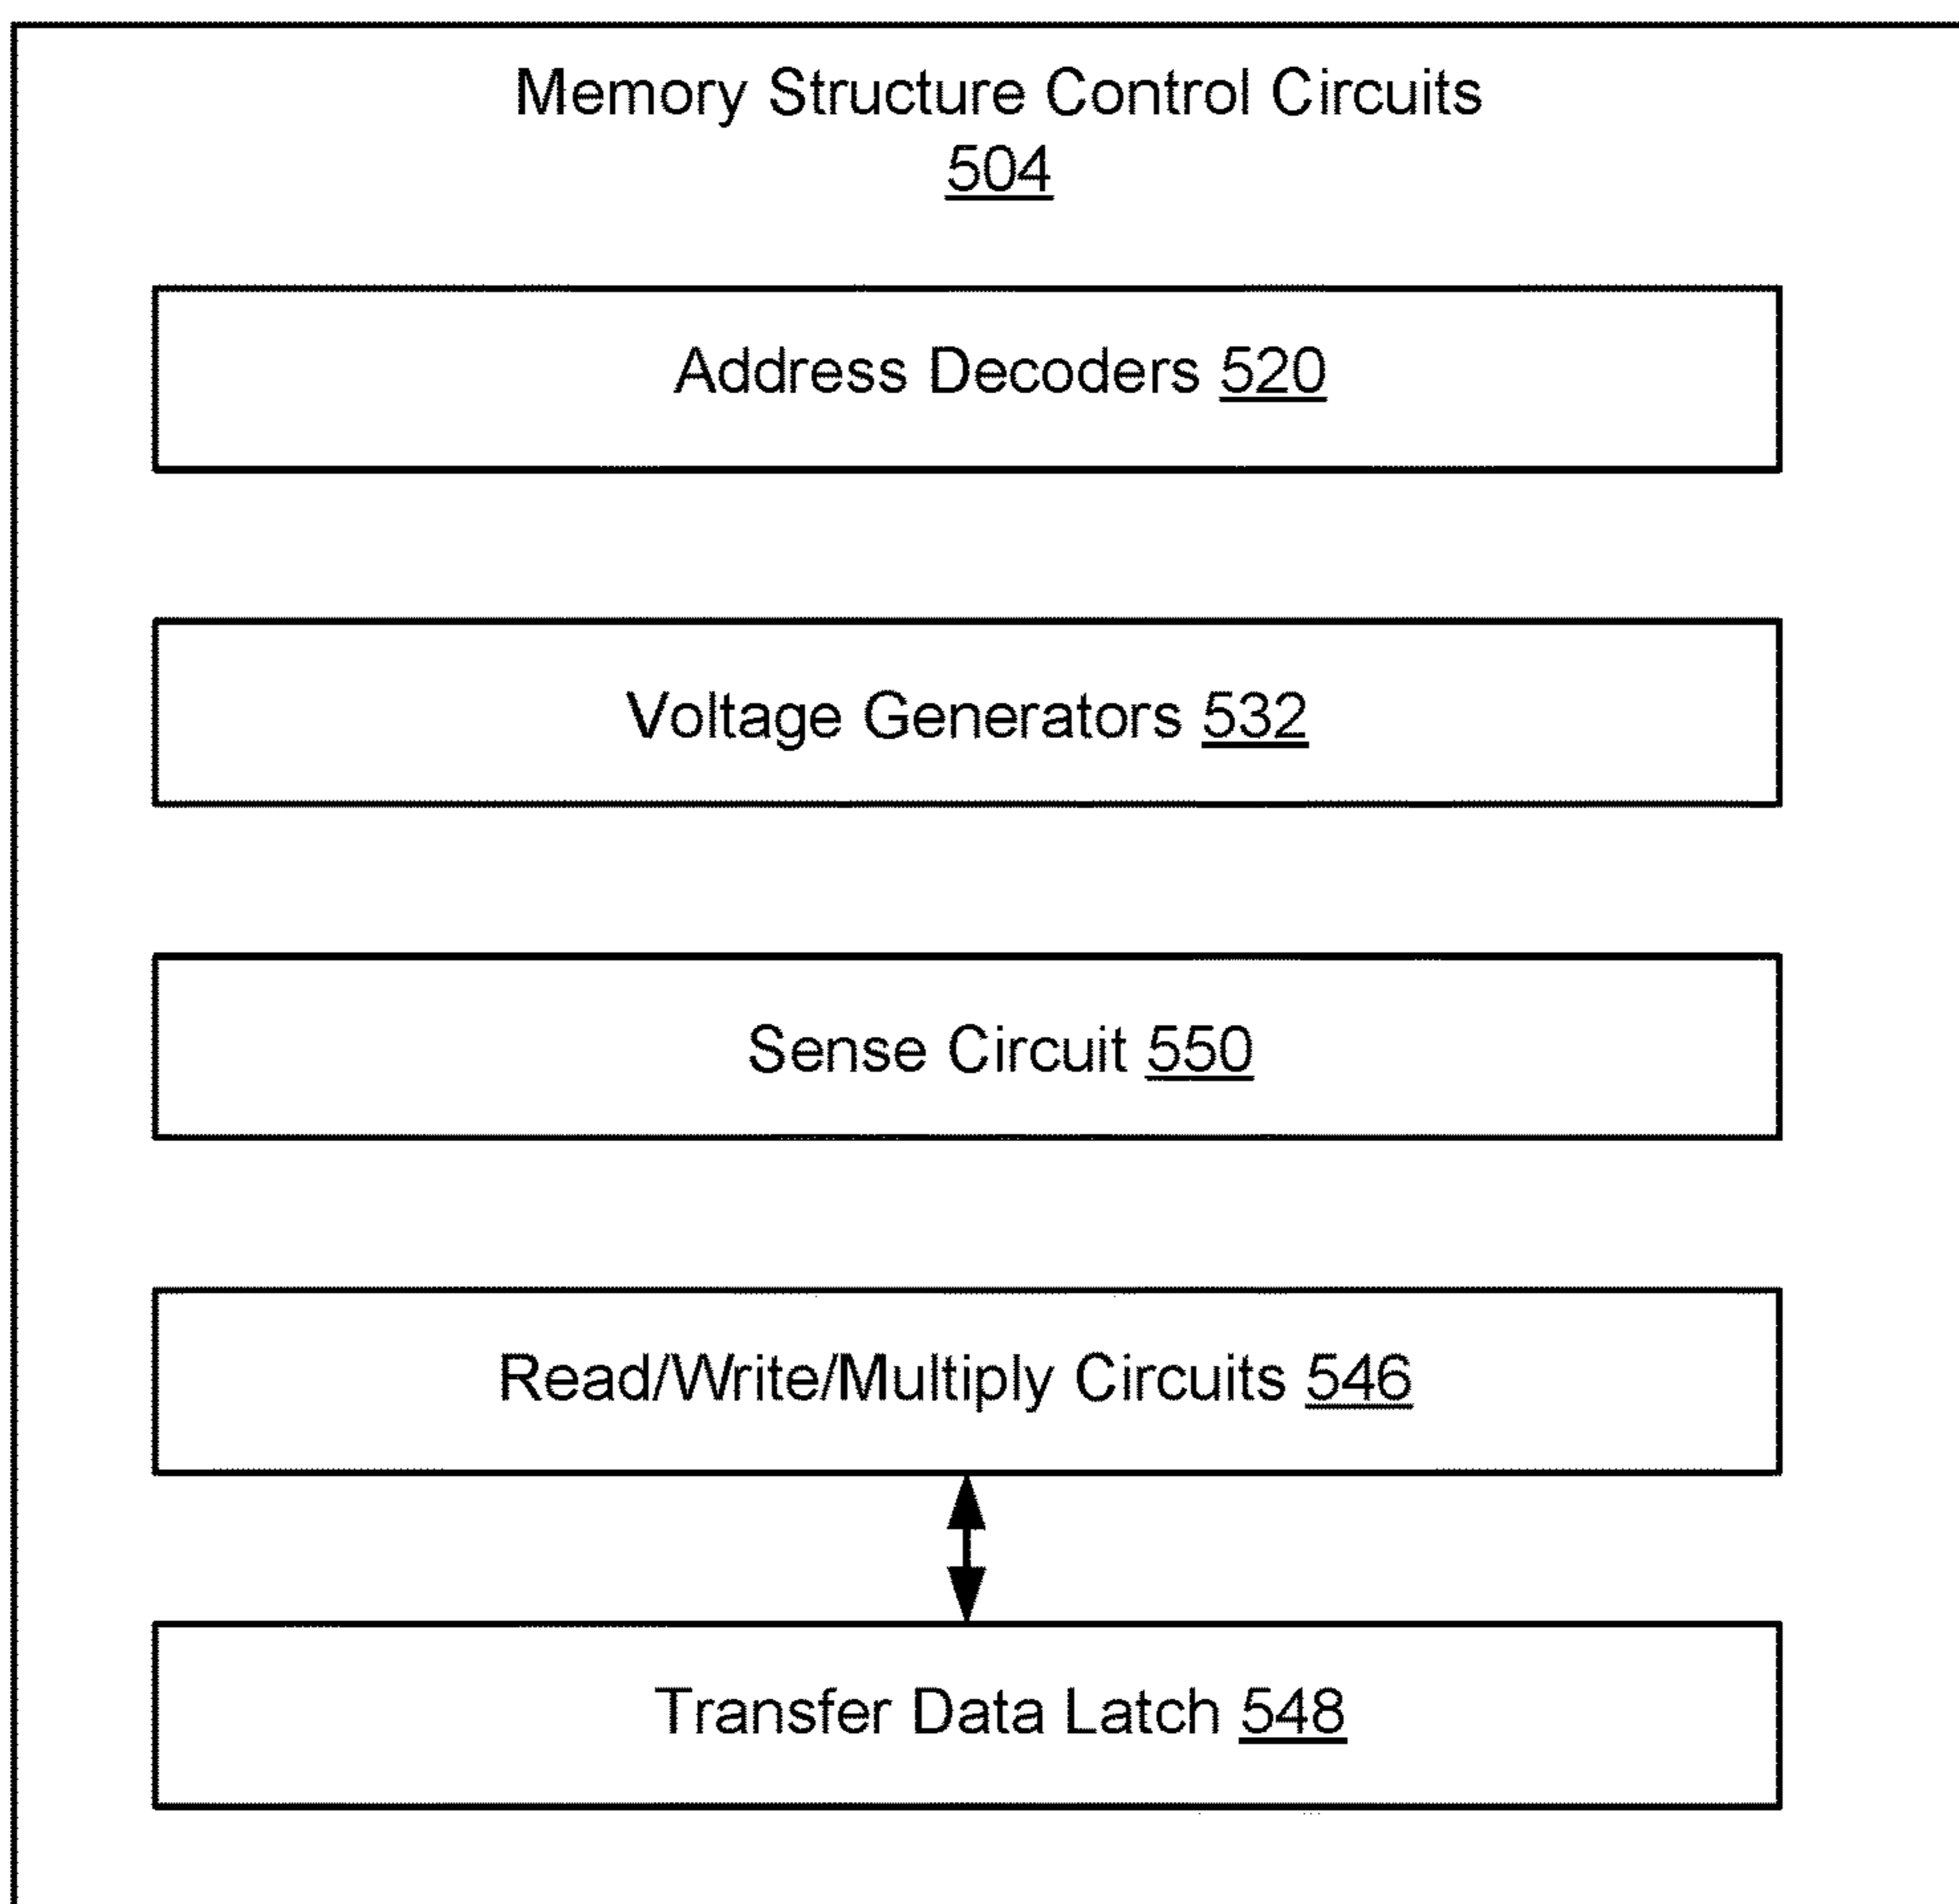 Memory Structure Control Circuits
504
Address Decoders 520
Voltage Generators 532
Sense Circuit 550
Read/Write/Multiply Circuits 546
Transfer Data Latch 548